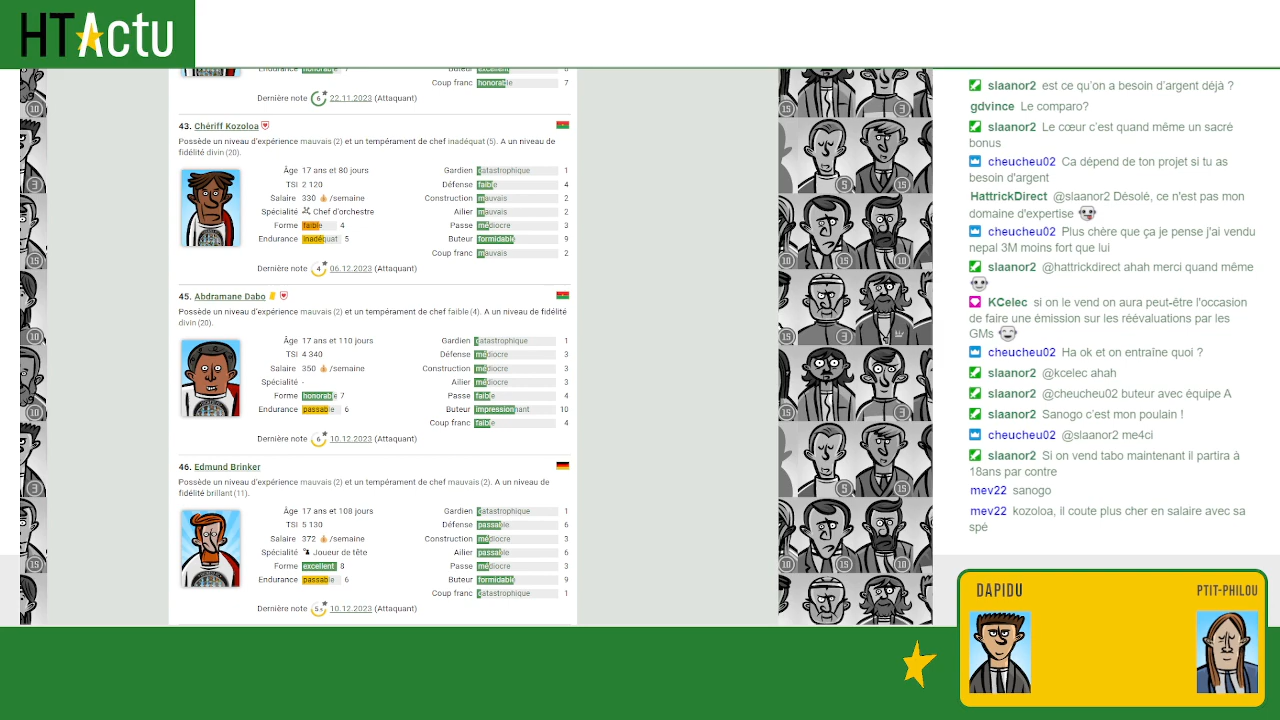 HTActu
Endurance honorable 7
Buteur excellent 8
Coup franc honorable 7
Dernière note 6 22.11.2023 (Attaquant)
43. Chériff Kozoloa
Possède un niveau d'expérience mauvais (2) et un tempérament de chef inadéquat (5). A un niveau de
fidélité divin (20).
Âge 17 ans et 80 jours
TSI 2 120
Salaire 330 /semaine
Spécialité Chef d'orchestre
Forme faible 4
Endurance inadéquat 5
Gardien catastrophique 1
Défense faible 4
Construction mauvais 2
Ailier mauvais 2
Passe médiocre 3
Buteur formidable 9
Coup franc mauvais 2
Dernière note 4 06.12.2023 (Attaquant)
45. Abdramane Dabo
Possède un niveau d'expérience mauvais (2) et un tempérament de chef faible (4). A un niveau de fidélité
divin (20).
Âge 17 ans et 110 jours
TSI 4 340
Salaire 350 /semaine
Spécialité -
Forme honorable 7
Endurance passable 6
Gardien catastrophique 1
Défense médiocre 3
Construction médiocre 3
Ailier médiocre 3
Passe faible 4
Buteur impressionnant 10
Coup franc faible 4
Dernière note 6 10.12.2023 (Attaquant)
46. Edmund Brinker
Possède un niveau d'expérience mauvais (2) et un tempérament de chef mauvais (2). A un niveau de
fidélité brillant (11).
Âge 17 ans et 108 jours
TSI 5 130
Salaire 372 /semaine
Spécialité Joueur de tête
Forme excellent 8
Endurance passable 6
Gardien catastrophique 1
Défense passable 6
Construction médiocre 3
Ailier passable 6
Passe médiocre 3
Buteur formidable 9
Coup franc catastrophique 1
Dernière note 5 10.12.2023 (Attaquant)
slaanor2 est ce qu'on a besoin d'argent déjà ?
gdvince Le comparo?
slaanor2 Le cœur c'est quand même un sacré
bonus
cheucheu02 Ca dépend de ton projet si tu as
besoin d'argent
HattrickDirect @slaanor2 Désolé, ce n'est pas mon
domaine d'expertise
cheucheu02 Plus chère que ça je pense j'ai vendu
nepal 3M moins fort que lui
slaanor2 @hattrickdirect ahah merci quand même
KCelec si on le vend on aura peut-être l'occasion
de faire une émission sur les réévaluations par les
GMs
cheucheu02 Ha ok et on entraîne quoi ?
slaanor2 @kcelec ahah
slaanor2 @cheucheu02 buteur avec équipe A
slaanor2 Sanogo c'est mon poulain !
cheucheu02 @slaanor2 me4ci
slaanor2 Si on vend tabo maintenant il partira à
18ans par contre
mev22 sanogo
mev22 kozoloa, il coute plus cher en salaire avec sa
spé
DAPIDU
PTIT-PHILOU